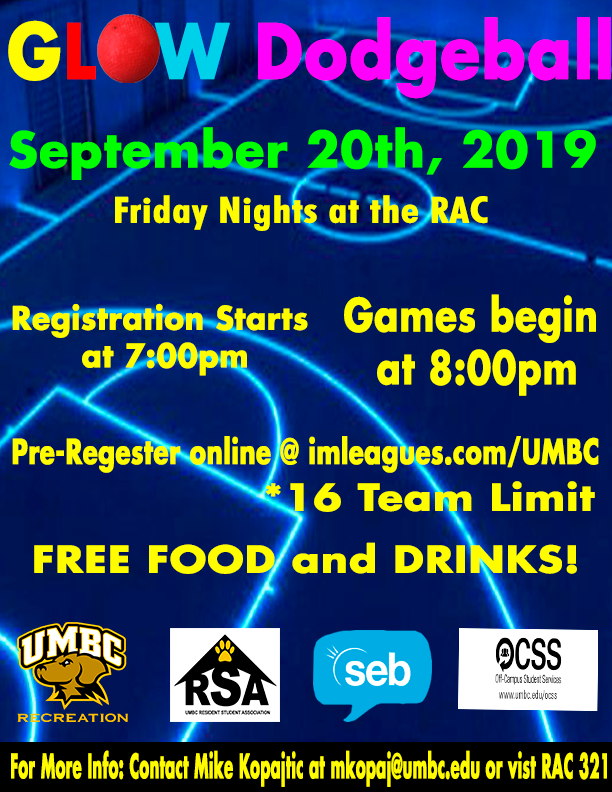 GLOW Dodgeball
September 20th, 2019
Friday Nights at the RAC
Registration Starts
at 7:00pm
Games begin
at 8:00pm
Pre-Regester online @ imleagues.com/UMBC
*16 Team Limit
FREE FOOD and DRINKS!
UMBC
RECREATION
RSA
UMBC RESIDENT STUDENT ASSOCIATION
seb
OCSS
Off-Campus Student Services
www.umbc.edu/ocss
For More Info: Contact Mike Kopajtic at mkopaj@umbc.edu or vist RAC 321